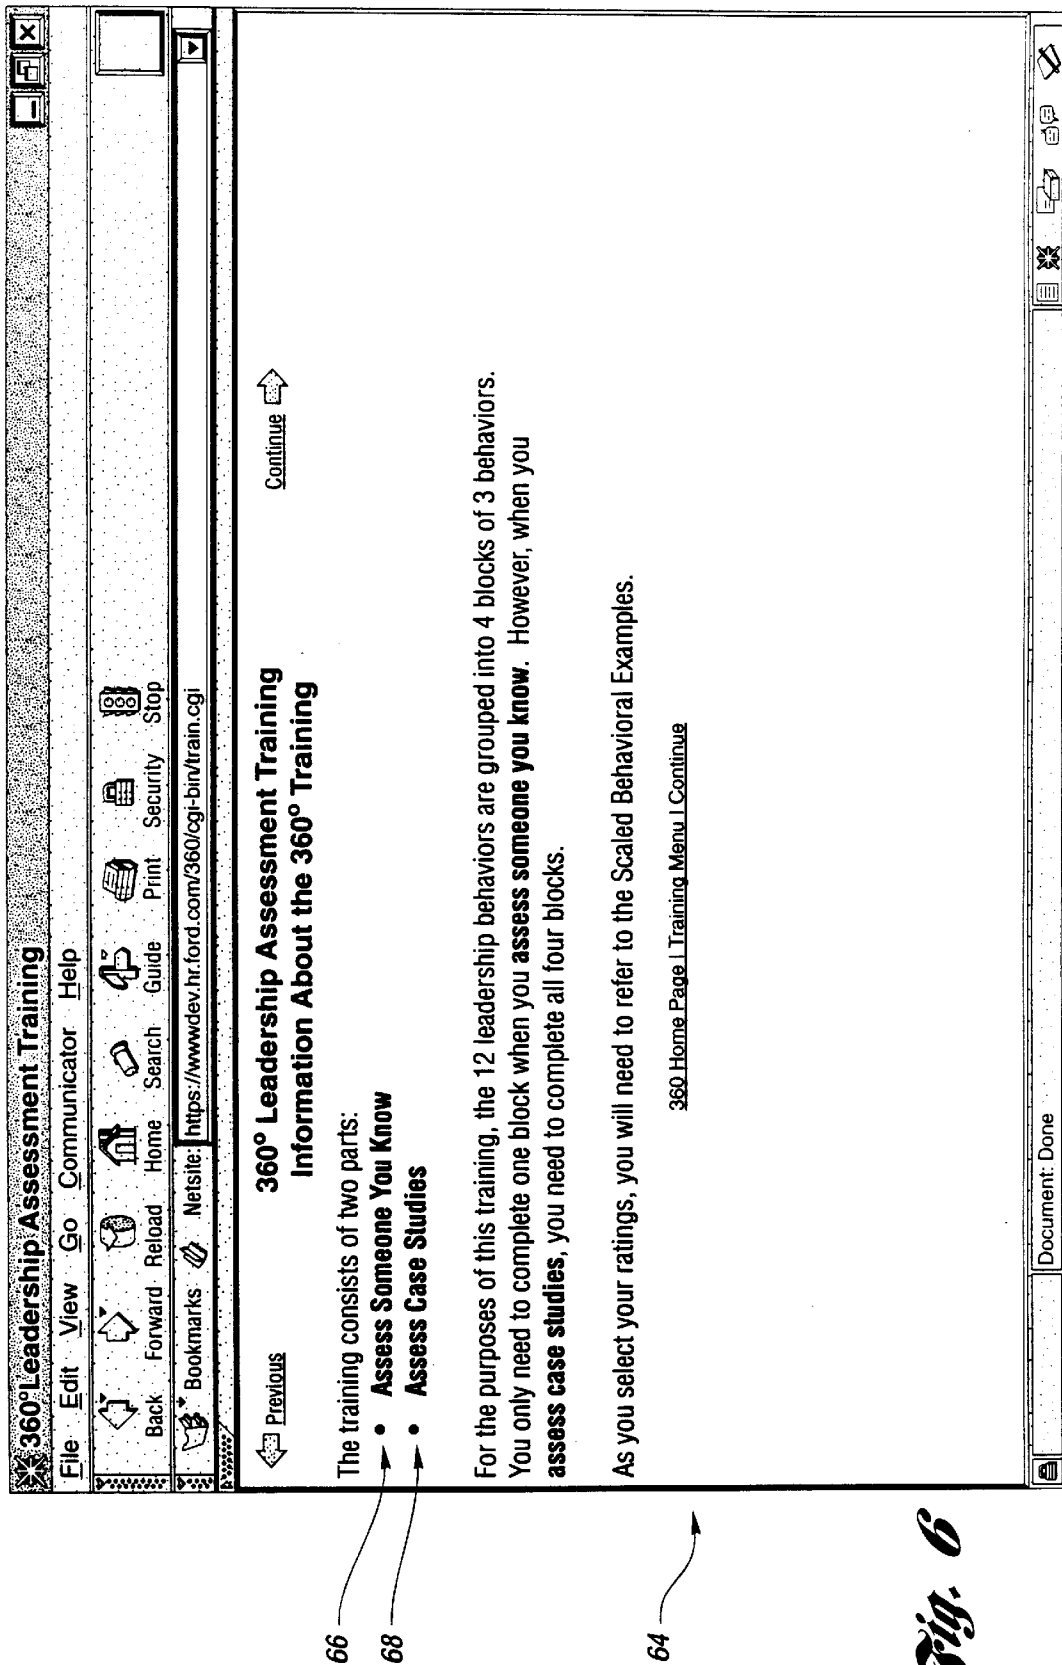 360°Leadership Assessment Training
File Edit View Go Communicator Help
Back Forward Reload Home Search Guide Print Security Stop
Bookmarks Netsite: https://wwwdev.hr.ford.com/360/cgi-bin/train.cgi
Previous 360° Leadership Assessment Training Continue
Information About the 360° Training
The training consists of two parts:
66 • Assess Someone You Know
68 • Assess Case Studies
For the purposes of this training, the 12 leadership behaviors are grouped into 4 blocks of 3 behaviors.
You only need to complete one block when you assess someone you know. However, when you
assess case studies, you need to complete all four blocks.
64
As you select your ratings, you will need to refer to the Scaled Behavioral Examples.
360 Home Page | Training Menu | Continue
Document: Done
Fig. 6